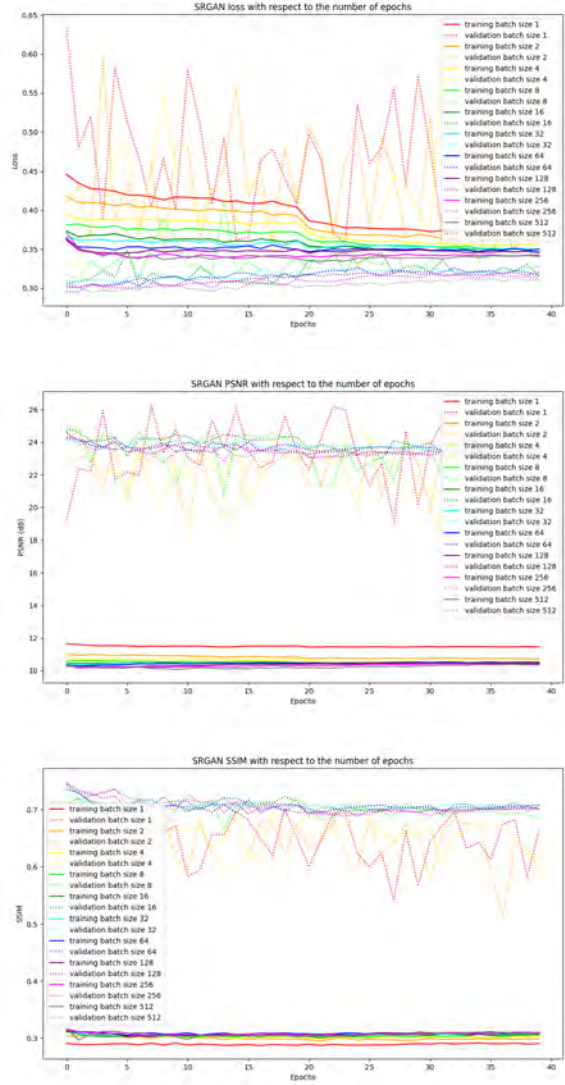 SRGAN loss with respect to the number of epochs
0.65
0.60
0.55
0.50
0.45
0.40
0.35
0.30
Loss
training batch size 1
validation batch size 1
training batch size 2
validation batch size 2
training batch size 4
validation batch size 4
training batch size 8
validation batch size 8
training batch size 16
validation batch size 16
training batch size 32
validation batch size 32
training batch size 64
validation batch size 64
training batch size 128
validation batch size 128
training batch size 256
validation batch size 256
training batch size 512
validation batch size 512
0 5 10 15 20 25 30 35 40
Epochs
SRGAN PSNR with respect to the number of epochs
26
24
22
20
18
16
14
12
10
PSNR (dB)
training batch size 1
validation batch size 1
training batch size 2
validation batch size 2
training batch size 4
validation batch size 4
training batch size 8
validation batch size 8
training batch size 16
validation batch size 16
training batch size 32
validation batch size 32
training batch size 64
validation batch size 64
training batch size 128
validation batch size 128
training batch size 256
validation batch size 256
training batch size 512
validation batch size 512
0 5 10 15 20 25 30 35 40
Epochs
SRGAN SSIM with respect to the number of epochs
0.7
0.6
0.5
0.4
0.3
SSIM
training batch size 1
validation batch size 1
training batch size 2
validation batch size 2
training batch size 4
validation batch size 4
training batch size 8
validation batch size 8
training batch size 16
validation batch size 16
training batch size 32
validation batch size 32
training batch size 64
validation batch size 64
training batch size 128
validation batch size 128
training batch size 256
validation batch size 256
training batch size 512
validation batch size 512
0 5 10 15 20 25 30 35 40
Epochs